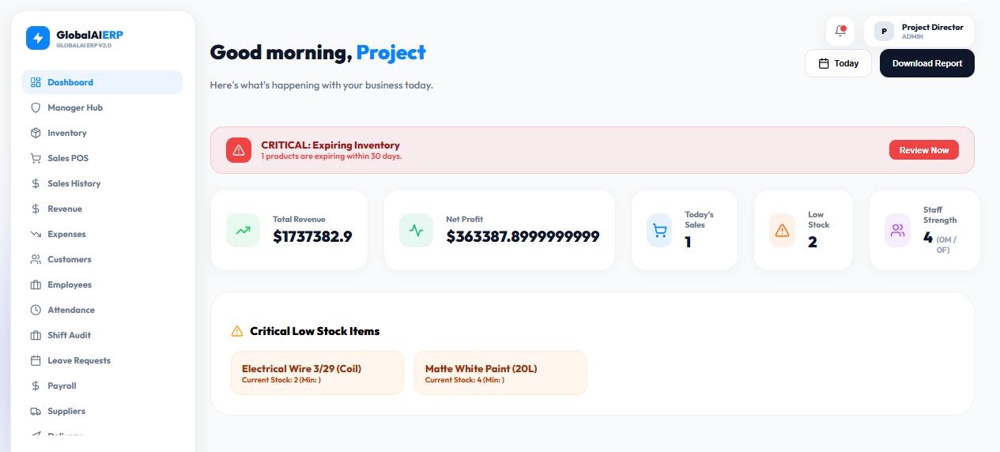 GlobalAIERP
GLOBALAI ERP V2.0
Dashboard
Manager Hub
Inventory
Sales POS
Sales History
Revenue
Expenses
Customers
Employees
Attendance
Shift Audit
Leave Requests
Payroll
Suppliers
Delivery
P
Project Director
ADMIN
Good morning, Project
Here's what's happening with your business today.
Today
Download Report
CRITICAL: Expiring Inventory
1 products are expiring within 30 days.
Review Now
Total Revenue
$1737382.9
Net Profit
$363387.8999999999
Today's
Sales
1
Low
Stock
2
Staff
Strength
4 (0M /
0F)
Critical Low Stock Items
Electrical Wire 3/29 (Coil)
Current Stock: 2 (Min: )
Matte White Paint (20L)
Current Stock: 4 (Min: )